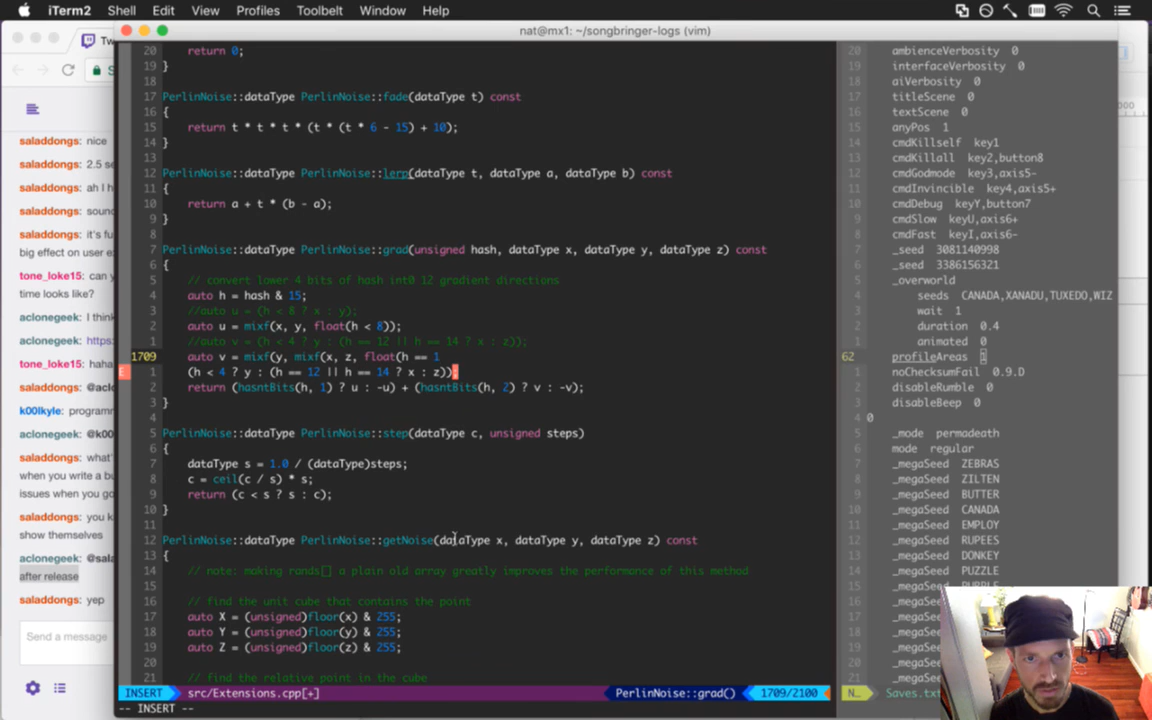 iTerm2 Shell Edit View Profiles Toolbelt Window Help
nat@mx1: ~/songbringer-logs (vim)
saladdongs: nice
saladdongs: 2.5 se
saladdongs: ah I h
saladdongs: soun
saladdongs: it's fu
big effect on user e
tone_loke15: can y
time looks like?
aclonegeek: I think
aclonegeek: https:
tone_loke15: haha
aclonegeek: @aclo
k00lkyle: programm
aclonegeek: @k00
saladdongs: what'
when you write a bu
issues when you go
saladdongs: you k
show themselves
aclonegeek: @sala
after release
saladdongs: yep
Send a message
20 return 0;
19 }
18
17 PerlinNoise::dataType PerlinNoise::fade(dataType t) const
16 {
15 return t * t * t * (t * (t * 6 - 15) + 10);
14 }
13
12 PerlinNoise::dataType PerlinNoise::lerp(dataType t, dataType a, dataType b) const
11 {
10 return a + t * (b - a);
9 }
8
7 PerlinNoise::dataType PerlinNoise::grad(unsigned hash, dataType x, dataType y, dataType z) const
6 {
5 // convert lower 4 bits of hash int0 12 gradient directions
4 auto h = hash & 15;
3 //auto u = (h < 8 ? x : y);
2 auto u = mixf(x, y, float(h < 8));
1 //auto v = (h < 4 ? y : (h == 12 || h == 14 ? x : z));
1709 auto v = mixf(y, mixf(x, z, float(h == 1
E 1 (h < 4 ? y : (h == 12 || h == 14 ? x : z));
2 return (hasntBits(h, 1) ? u : -u) + (hasntBits(h, 2) ? v : -v);
3 }
4
5 PerlinNoise::dataType PerlinNoise::step(dataType c, unsigned steps)
6 {
7 dataType s = 1.0 / (dataType)steps;
8 c = ceil(c / s) * s;
9 return (c < s ? s : c);
10 }
11
12 PerlinNoise::dataType PerlinNoise::getNoise(dataType x, dataType y, dataType z) const
13 {
14 // note: making rands[] a plain old array greatly improves the performance of this method
15
16 // find the unit cube that contains the point
17 auto X = (unsigned)floor(x) & 255;
18 auto Y = (unsigned)floor(y) & 255;
19 auto Z = (unsigned)floor(z) & 255;
20
21 // find the relative point in the cube
INSERT src/Extensions.cpp[+] PerlinNoise::grad() 1709/2100
-- INSERT --
20 ambienceVerbosity 0
19 interfaceVerbosity 0
18 aiVerbosity 0
17 titleScene 0
16 textScene 0
15 anyPos 1
14 cmdKillself key1
13 cmdKillall key2,button8
12 cmdGodmode key3,axis5-
11 cmdInvincible key4,axis5+
10 cmdDebug keyY,button7
9 cmdSlow keyU,axis6+
8 cmdFast keyI,axis6-
7 _seed 3081140998
6 _seed 3386156321
5 _overworld
4 seeds CANADA,XANADU,TUXEDO,WIZ
3 wait 1
2 duration 0.4
1 animated 0
62 profileAreas 1
1 noChecksumFail 0.9.D
2 disableRumble 0
3 disableBeep 0
4 0
5 _mode permadeath
6 mode regular
7 _megaSeed ZEBRAS
8 _megaSeed ZILTEN
9 _megaSeed BUTTER
10 _megaSeed CANADA
11 _megaSeed EMPLOY
12 _megaSeed RUPEES
13 _megaSeed DONKEY
14 _megaSeed PUZZLE
15 _megaSeed PURPLE
16 _megaSe
17 _megaSe
18 _megaSe
19 _megaSe
20 _megaSe
21 _megaSe
N... Saves.tx